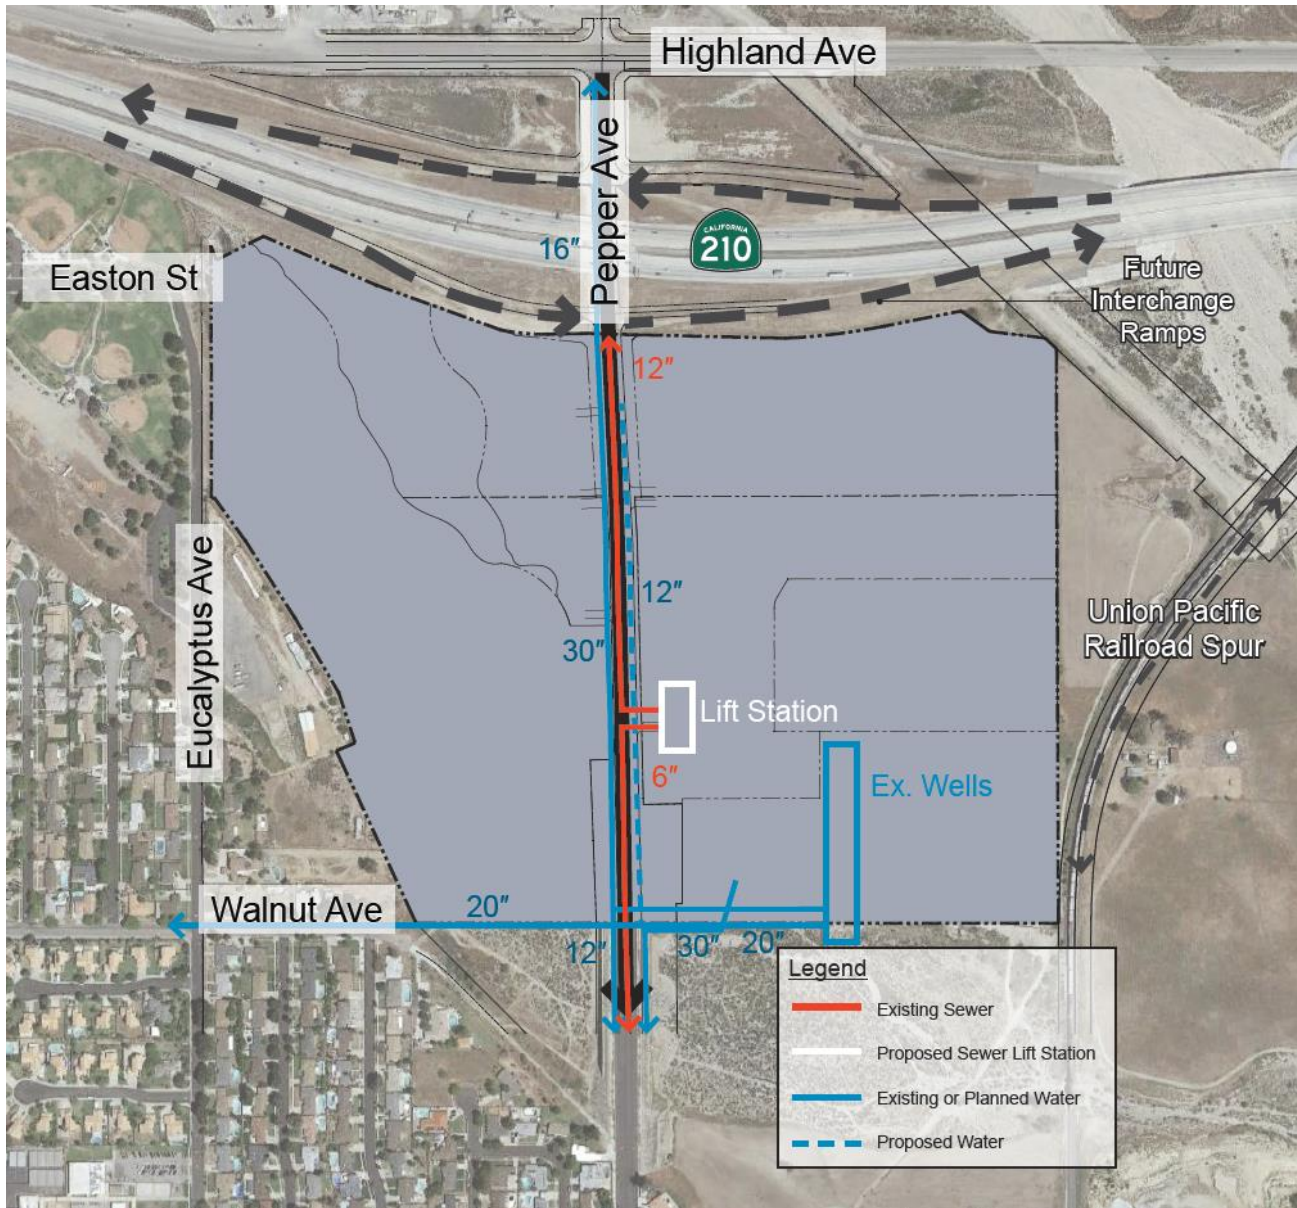 Highland Ave
Pepper Ave
16″
CALIFORNIA
210
Easton St
Future
Interchange
Ramps
12″
Eucalyptus Ave
12″
30″
Union Pacific
Railroad Spur
Lift Station
6″
Ex. Wells
Walnut Ave
20″
12″
30″
20″
Legend
Existing Sewer
Proposed Sewer Lift Station
Existing or Planned Water
Proposed Water